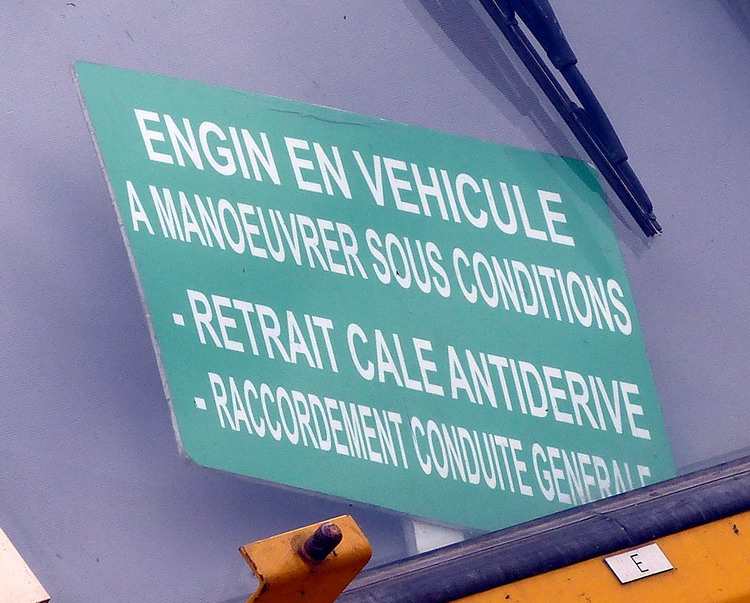 ENGIN EN VEHICULE
A MANOEUVRER SOUS CONDITIONS
- RETRAIT CALE ANTIDERIVE
- RACCORDEMENT CONDUITE GENERALE
E